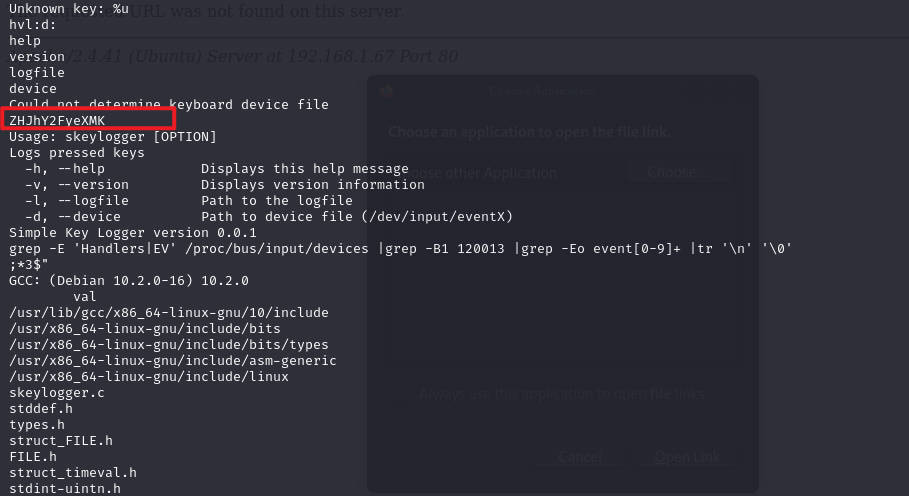 Unknown key: %u
requested URL was not found on this server.
hvl:d:
help
version
/2.4.41 (Ubuntu) Server at 192.168.1.67 Port 80
logfile
device
Could not determine keyboard device file
ZHJhY2FyeXMK
Choose an application to open the file link.
Usage: skeylogger [OPTION]
Logs pressed keys
-h, --help Displays this help message
Choose other Application
Choose...
-v, --version Displays version information
-l, --logfile Path to the logfile
-d, --device Path to device file (/dev/input/eventX)
Simple Key Logger version 0.0.1
grep -E 'Handlers|EV' /proc/bus/input/devices |grep -B1 120013 |grep -Eo event[0-9]+ |tr '\n' '\0'
;*3$"
GCC: (Debian 10.2.0-16) 10.2.0
val
/usr/lib/gcc/x86_64-linux-gnu/10/include
/usr/x86_64-linux-gnu/include/bits
/usr/x86_64-linux-gnu/include/bits/types
/usr/x86_64-linux-gnu/include/asm-generic
/usr/x86_64-linux-gnu/include/linux
skeylogger.c
Always use this application to open file links
stddef.h
types.h
struct_FILE.h
FILE.h
Cancel
Open Link
struct_timeval.h
stdint-uintn.h